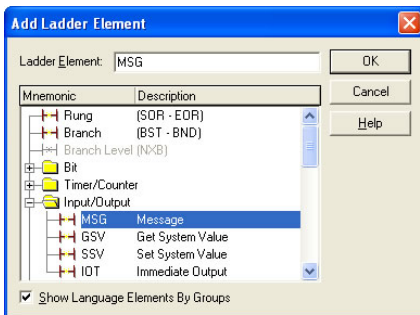 Add Ladder Element
Ladder Element: MSG
OK
Cancel
Help
Mnemonic Description
Rung (SOR - EOR)
Branch (BST - BND)
Branch Level (NXB)
Bit
Timer/Counter
Input/Output
MSG Message
GSV Get System Value
SSV Set System Value
IOT Immediate Output
Show Language Elements By Groups